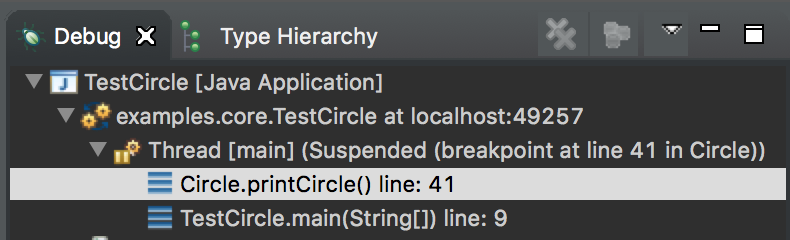 Debug Type Hierarchy
TestCircle [Java Application]
examples.core.TestCircle at localhost:49257
Thread [main] (Suspended (breakpoint at line 41 in Circle))
Circle.printCircle() line: 41
TestCircle.main(String[]) line: 9